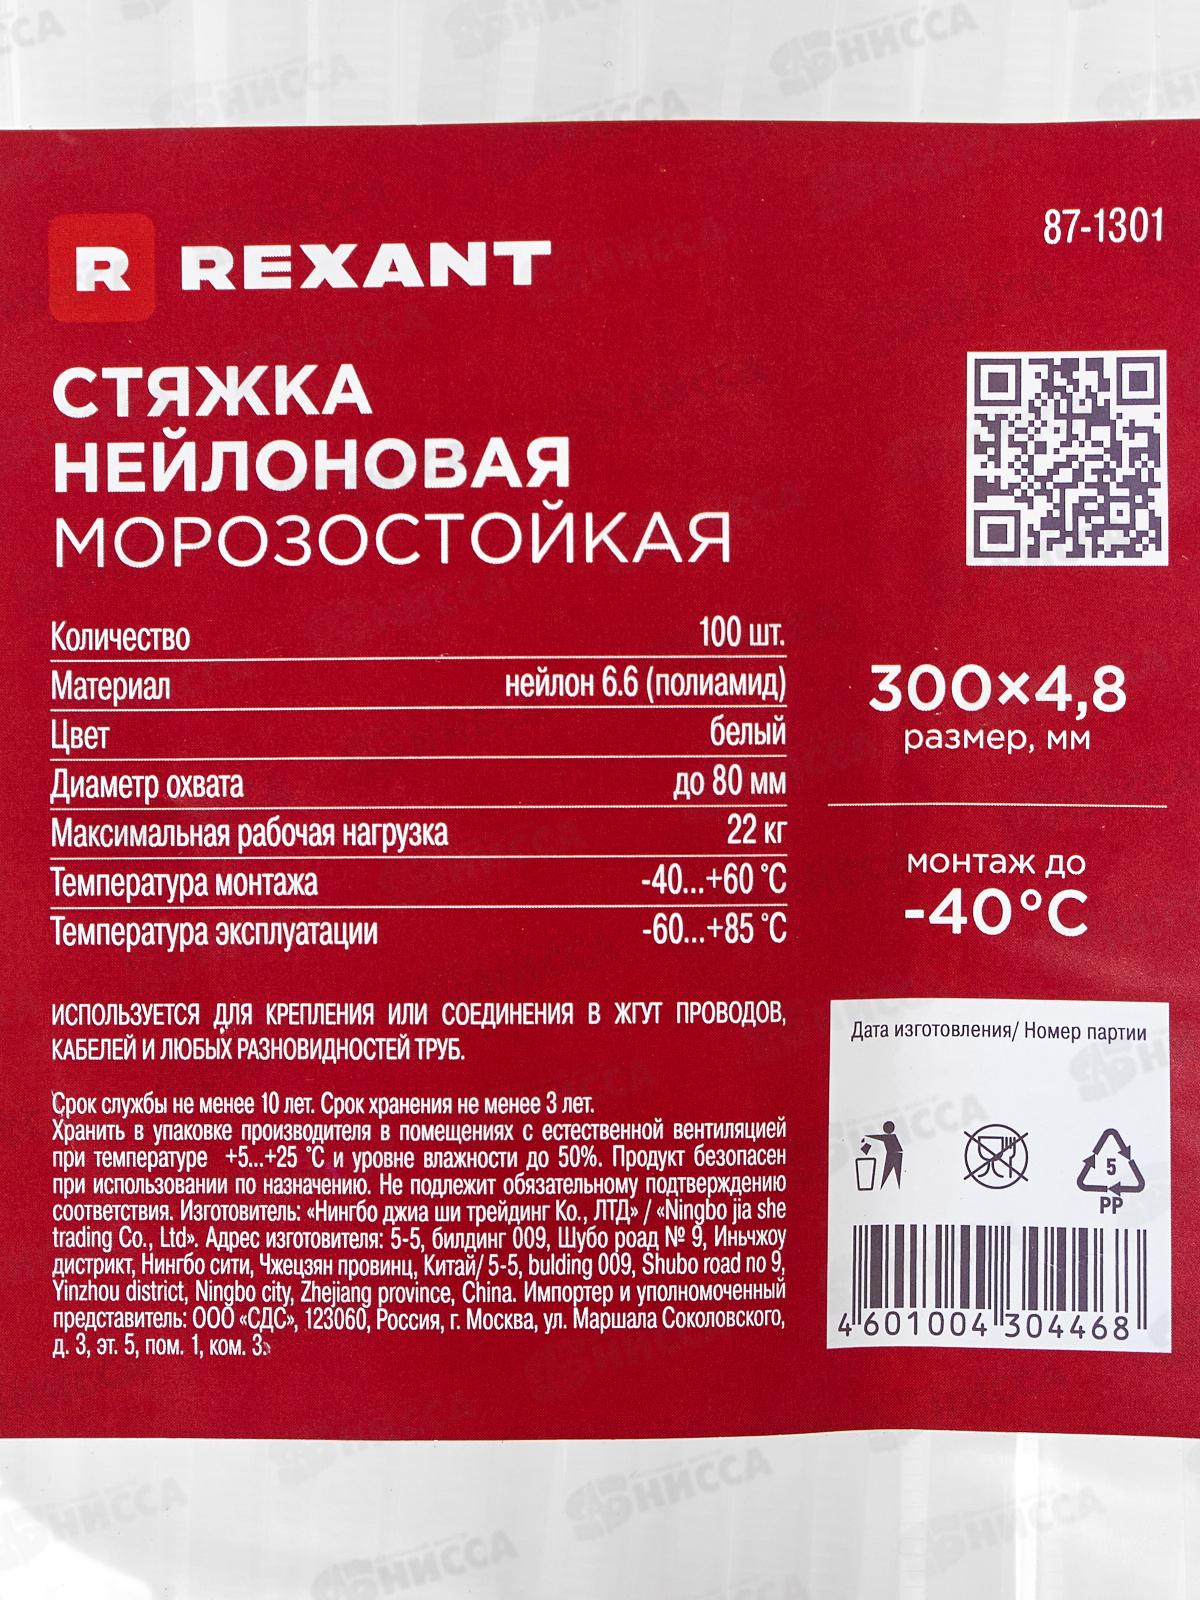 87-1301
R REXANT
СТЯЖКА
НЕЙЛОНОВАЯ
МОРОЗОСТОЙКАЯ
Количество 100 шт.
Материал нейлон 6.6 (полиамид)
Цвет белый
Диаметр охвата до 80 мм
Максимальная рабочая нагрузка 22 кг
Температура монтажа -40...+60 °C
Температура эксплуатации -60...+85 °C
300×4,8
размер, мм
монтаж до
-40°C
ИСПОЛЬЗУЕТСЯ ДЛЯ КРЕПЛЕНИЯ ИЛИ СОЕДИНЕНИЯ В ЖГУТ ПРОВОДОВ,
КАБЕЛЕЙ И ЛЮБЫХ РАЗНОВИДНОСТЕЙ ТРУБ.
Срок службы не менее 10 лет. Срок хранения не менее 3 лет.
Хранить в упаковке производителя в помещениях с естественной вентиляцией
при температуре +5...+25 °C и уровне влажности до 50%. Продукт безопасен
при использовании по назначению. Не подлежит обязательному подтверждению
соответствия. Изготовитель: «Нингбо джиа ши трейдинг Ко., ЛТД» / «Ningbo jia she
trading Co., Ltd». Адрес изготовителя: 5-5, билдинг 009, Шубо роад № 9, Иньчжоу
дистрикт, Нингбо сити, Чжецзян провинц, Китай/ 5-5, bulding 009, Shubo road no 9,
Yinzhou district, Ningbo city, Zhejiang province, China. Импортер и уполномоченный
представитель: ООО «СДС», 123060, Россия, г. Москва, ул. Маршала Соколовского,
д. 3, эт. 5, пом. 1, ком. 3.
Дата изготовления/ Номер партии
5
PP
4 601004 304468